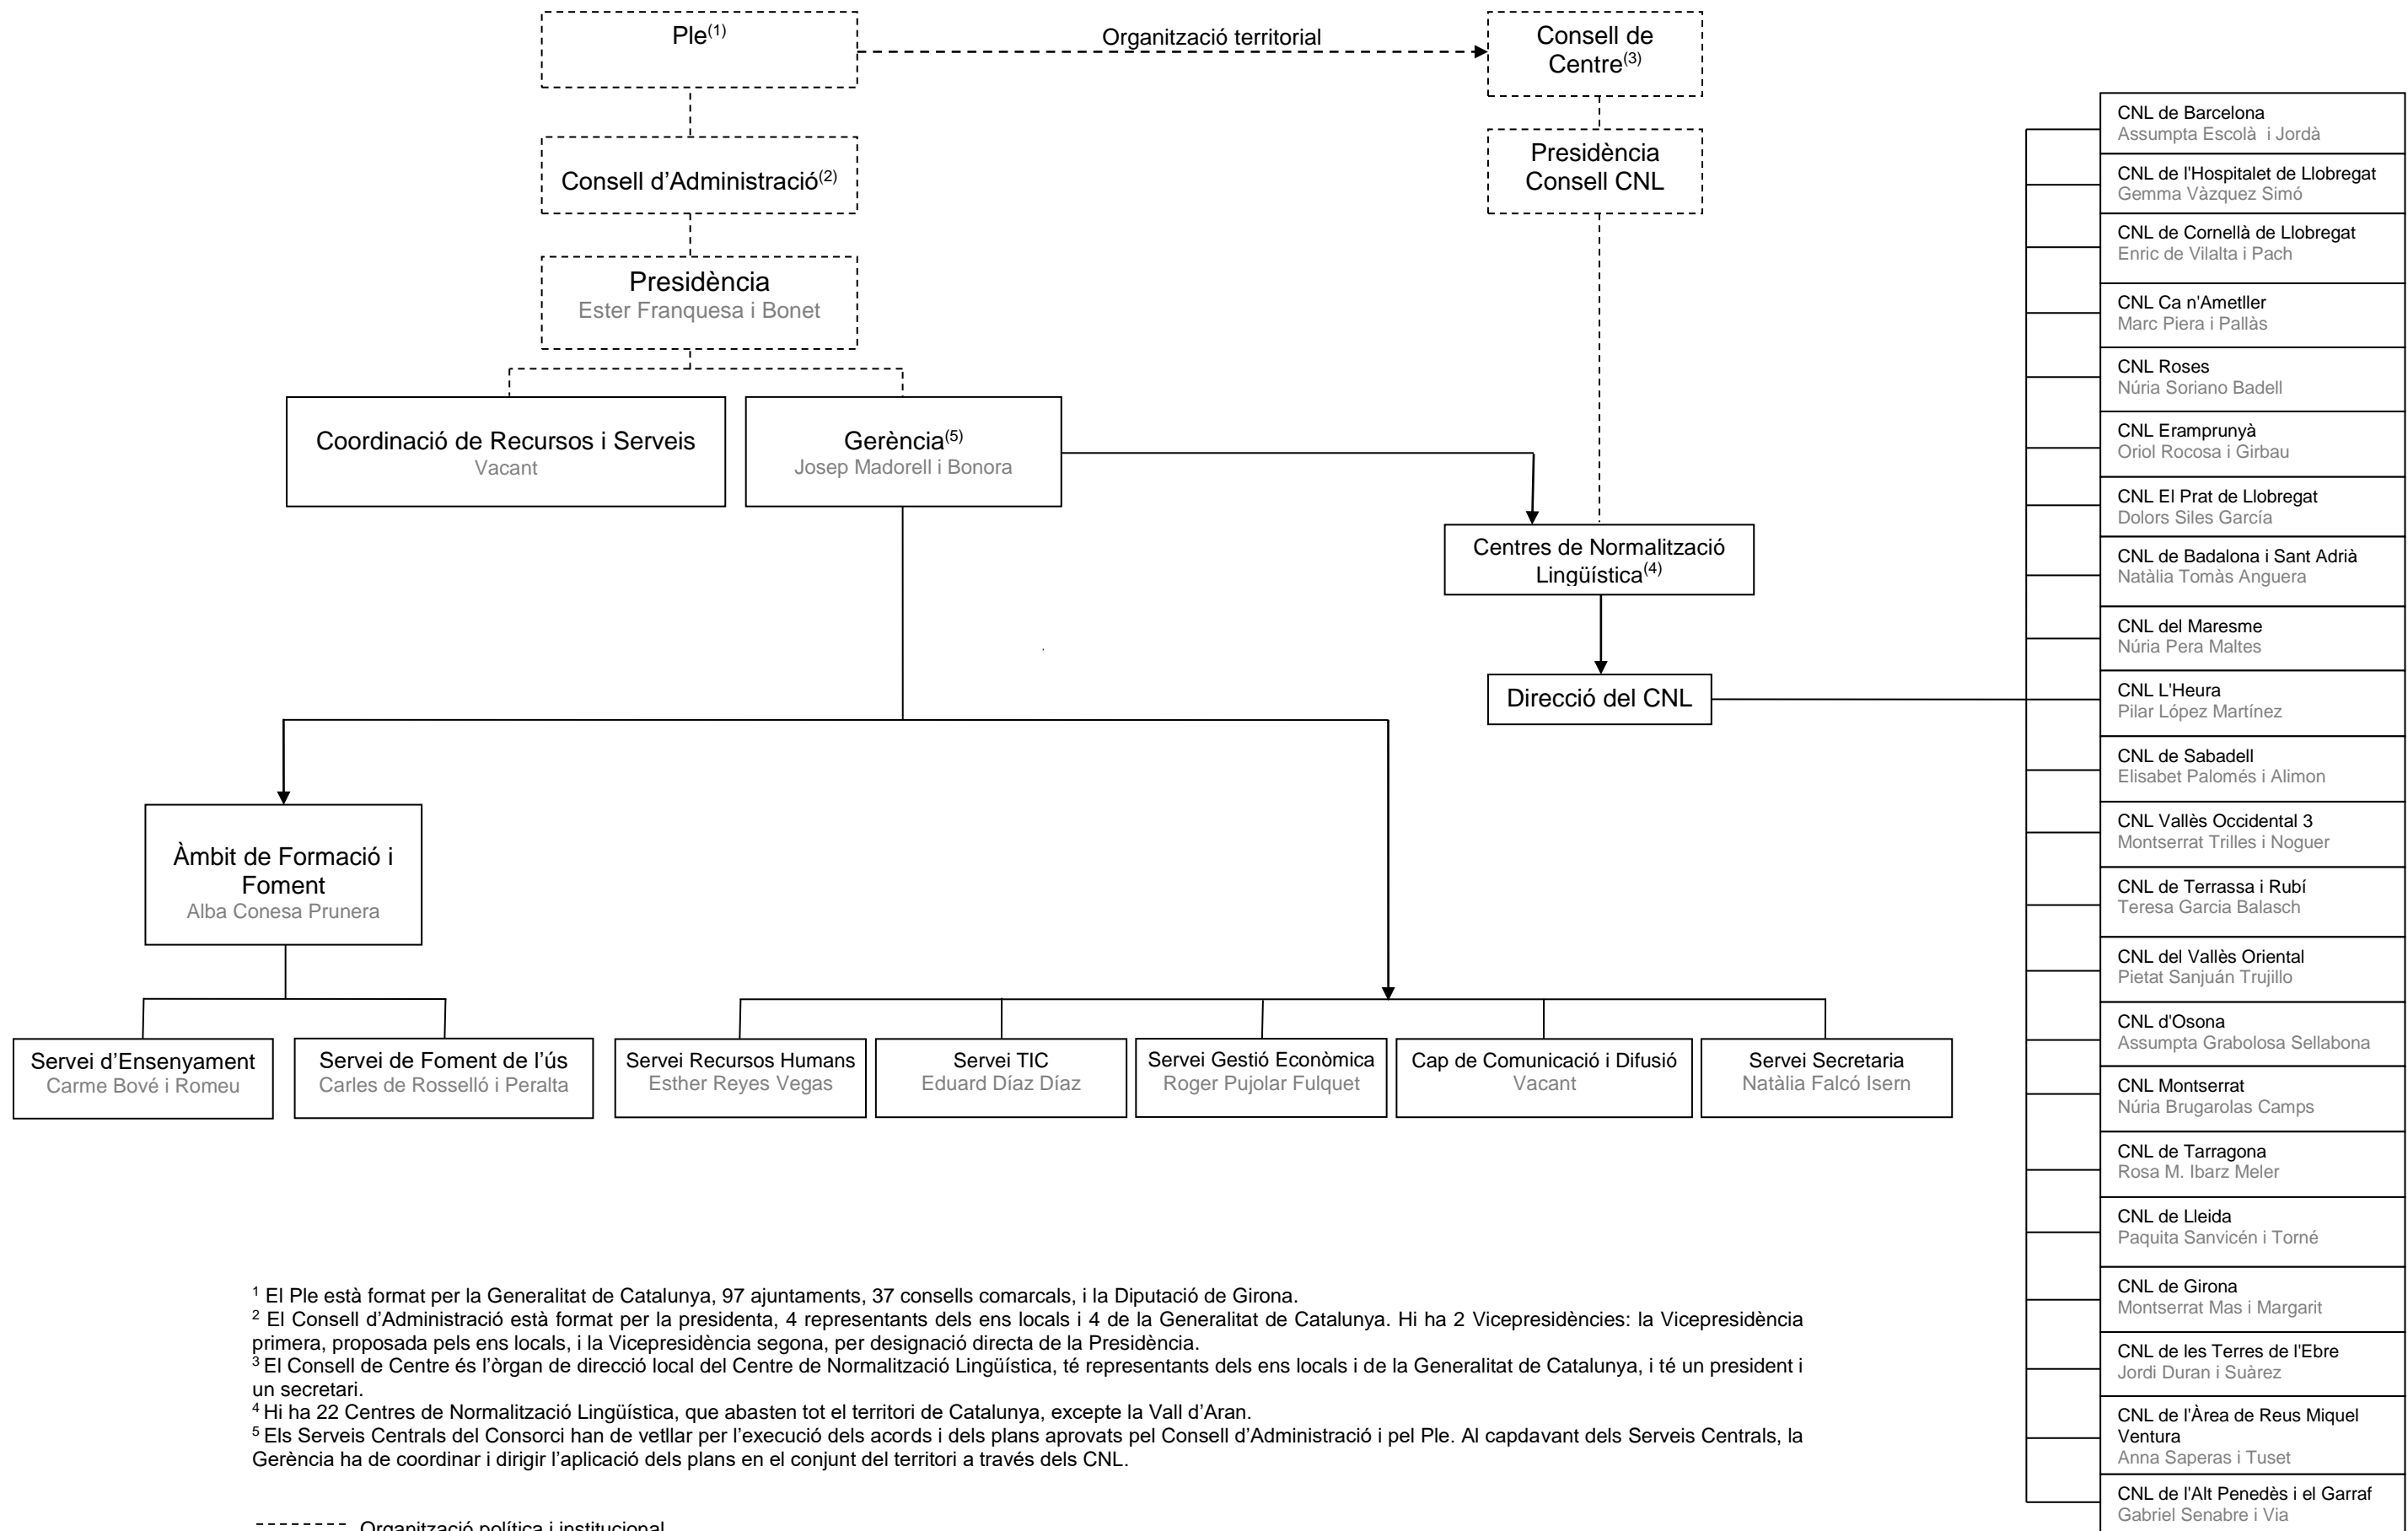 Ple(1)
Organització territorial
Consell de
Centre(3)
Consell d’Administració(2)
Presidència
Consell CNL
Presidència
Ester Franquesa i Bonet
Coordinació de Recursos i Serveis
Vacant
Gerència(5)
Josep Madorell i Bonora
Centres de Normalització
Lingüística(4)
Direcció del CNL
Àmbit de Formació i
Foment
Alba Conesa Prunera
Servei d’Ensenyament
Carme Bové i Romeu
Servei de Foment de l’ús
Carles de Rosselló i Peralta
Servei Recursos Humans
Esther Reyes Vegas
Servei TIC
Eduard Díaz Díaz
Servei Gestió Econòmica
Roger Pujolar Fulquet
Cap de Comunicació i Difusió
Vacant
Servei Secretaria
Natàlia Falcó Isern
CNL de Barcelona
Assumpta Escolà i Jordà
CNL de l'Hospitalet de Llobregat
Gemma Vàzquez Simó
CNL de Cornellà de Llobregat
Enric de Vilalta i Pach
CNL Ca n'Ametller
Marc Piera i Pallàs
CNL Roses
Núria Soriano Badell
CNL Eramprunyà
Oriol Rocosa i Girbau
CNL El Prat de Llobregat
Dolors Siles García
CNL de Badalona i Sant Adrià
Natàlia Tomàs Anguera
CNL del Maresme
Núria Pera Maltes
CNL L'Heura
Pilar López Martínez
CNL de Sabadell
Elisabet Palomés i Alimon
CNL Vallès Occidental 3
Montserrat Trilles i Noguer
CNL de Terrassa i Rubí
Teresa Garcia Balasch
CNL del Vallès Oriental
Pietat Sanjuán Trujillo
CNL d'Osona
Assumpta Grabolosa Sellabona
CNL Montserrat
Núria Brugarolas Camps
CNL de Tarragona
Rosa M. Ibarz Meler
CNL de Lleida
Paquita Sanvicén i Torné
CNL de Girona
Montserrat Mas i Margarit
CNL de les Terres de l'Ebre
Jordi Duran i Suàrez
CNL de l'Àrea de Reus Miquel
Ventura
Anna Saperas i Tuset
CNL de l'Alt Penedès i el Garraf
Gabriel Senabre i Via
1 El Ple està format per la Generalitat de Catalunya, 97 ajuntaments, 37 consells comarcals, i la Diputació de Girona.
2 El Consell d’Administració està format per la presidenta, 4 representants dels ens locals i 4 de la Generalitat de Catalunya. Hi ha 2 Vicepresidències: la Vicepresidència
primera, proposada pels ens locals, i la Vicepresidència segona, per designació directa de la Presidència.
3 El Consell de Centre és l’òrgan de direcció local del Centre de Normalització Lingüística, té representants dels ens locals i de la Generalitat de Catalunya, i té un president i
un secretari.
4 Hi ha 22 Centres de Normalització Lingüística, que abasten tot el territori de Catalunya, excepte la Vall d’Aran.
5 Els Serveis Centrals del Consorci han de vetllar per l’execució dels acords i dels plans aprovats pel Consell d’Administració i pel Ple. Al capdavant dels Serveis Centrals, la
Gerència ha de coordinar i dirigir l’aplicació dels plans en el conjunt del territori a través dels CNL.
Organització política i institucional